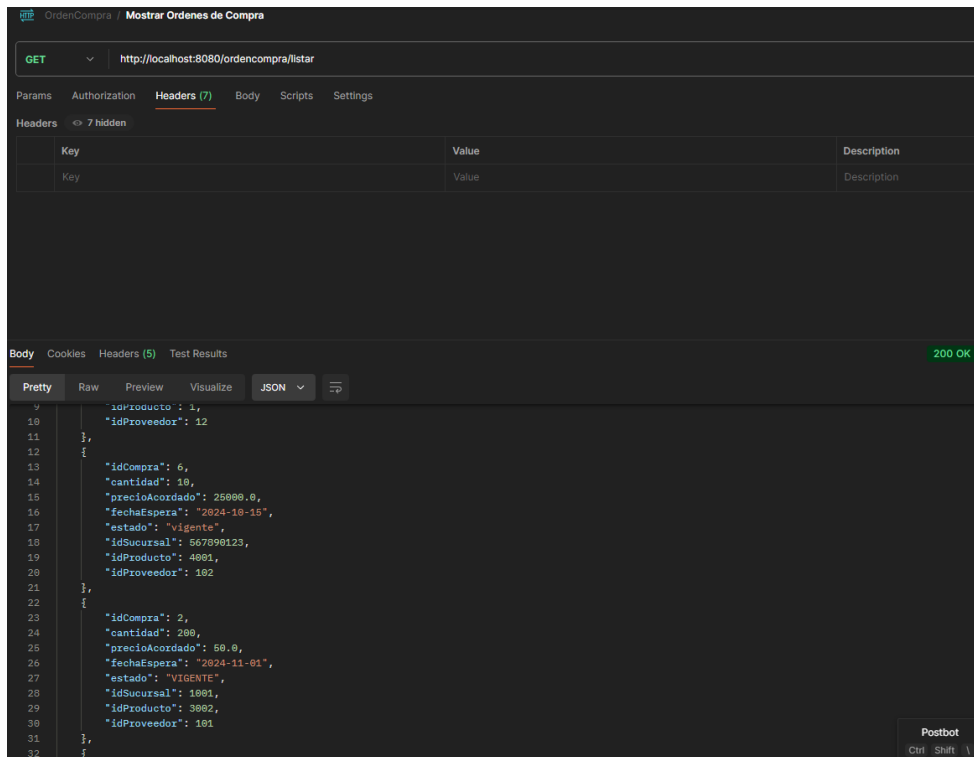 HTTP OrdenCompra / Mostrar Ordenes de Compra
GET http://localhost:8080/ordencompra/listar
Params Authorization Headers (7) Body Scripts Settings
Headers 7 hidden
Key Value Description
Key Value Description
Body Cookies Headers (5) Test Results 200 OK
Pretty Raw Preview Visualize JSON
9 "idProducto": 1,
10 "idProveedor": 12
11 },
12 {
13 "idCompra": 6,
14 "cantidad": 10,
15 "precioAcordado": 25000.0,
16 "fechaEspera": "2024-10-15",
17 "estado": "vigente",
18 "idSucursal": 567890123,
19 "idProducto": 4001,
20 "idProveedor": 102
21 },
22 {
23 "idCompra": 2,
24 "cantidad": 200,
25 "precioAcordado": 50.0,
26 "fechaEspera": "2024-11-01",
27 "estado": "VIGENTE",
28 "idSucursal": 1001,
29 "idProducto": 3002,
30 "idProveedor": 101
31 },
32 {
Postbot
Ctrl Shift \